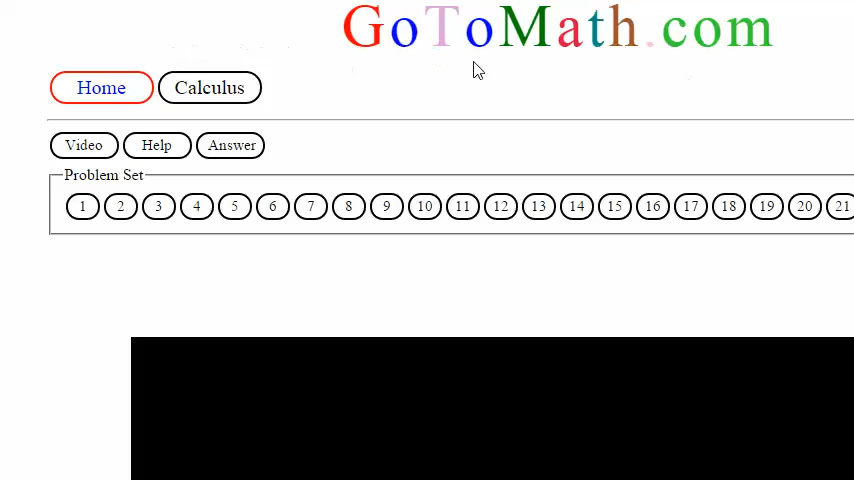 GoToMath.com
Home Calculus
Video Help Answer
Problem Set
1 2 3 4 5 6 7 8 9 10 11 12 13 14 15 16 17 18 19 20 21